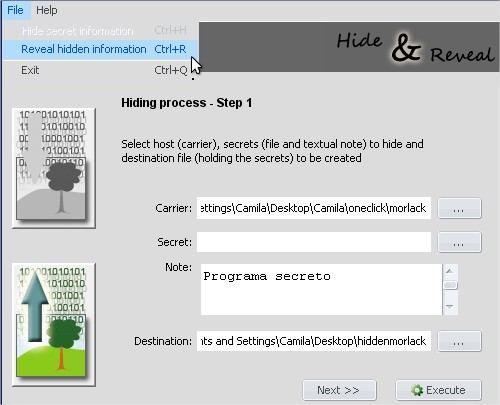 File Help
Hide secret information Ctrl+H
Reveal hidden information Ctrl+R
Exit Ctrl+Q
Hide & Reveal
Hiding process - Step 1
Select host (carrier), secrets (file and textual note) to hide and
destination file (holding the secrets) to be created
Carrier: ettings\Camila\Desktop\Camila\oneclick\morlack ...
Secret: ...
Note: Programa secreto
Destination: nts and Settings\Camila\Desktop\hiddenmorlack ...
Next >> Execute